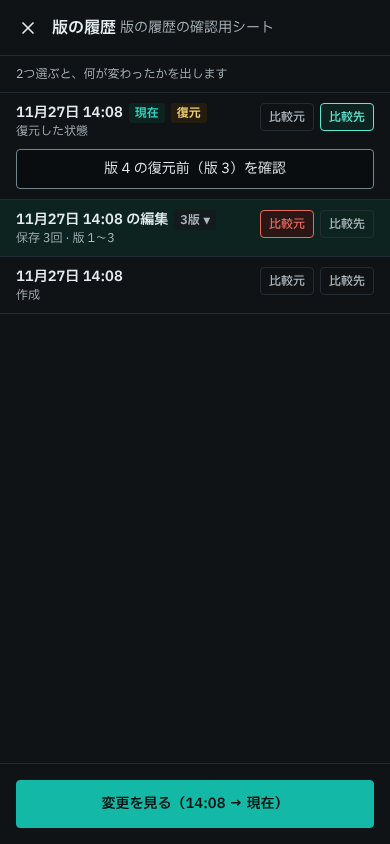 × 版の履歴 版の履歴の確認用シート
2つ選ぶと、何が変わったかを出します
11月27日 14:08 現在 復元 比較元 比較先
復元した状態
版 4 の復元前（版 3）を確認
11月27日 14:08 の編集 3版 ▾ 比較元 比較先
保存 3回 · 版 1〜3
11月27日 14:08 比較元 比較先
作成
変更を見る（14:08 → 現在）